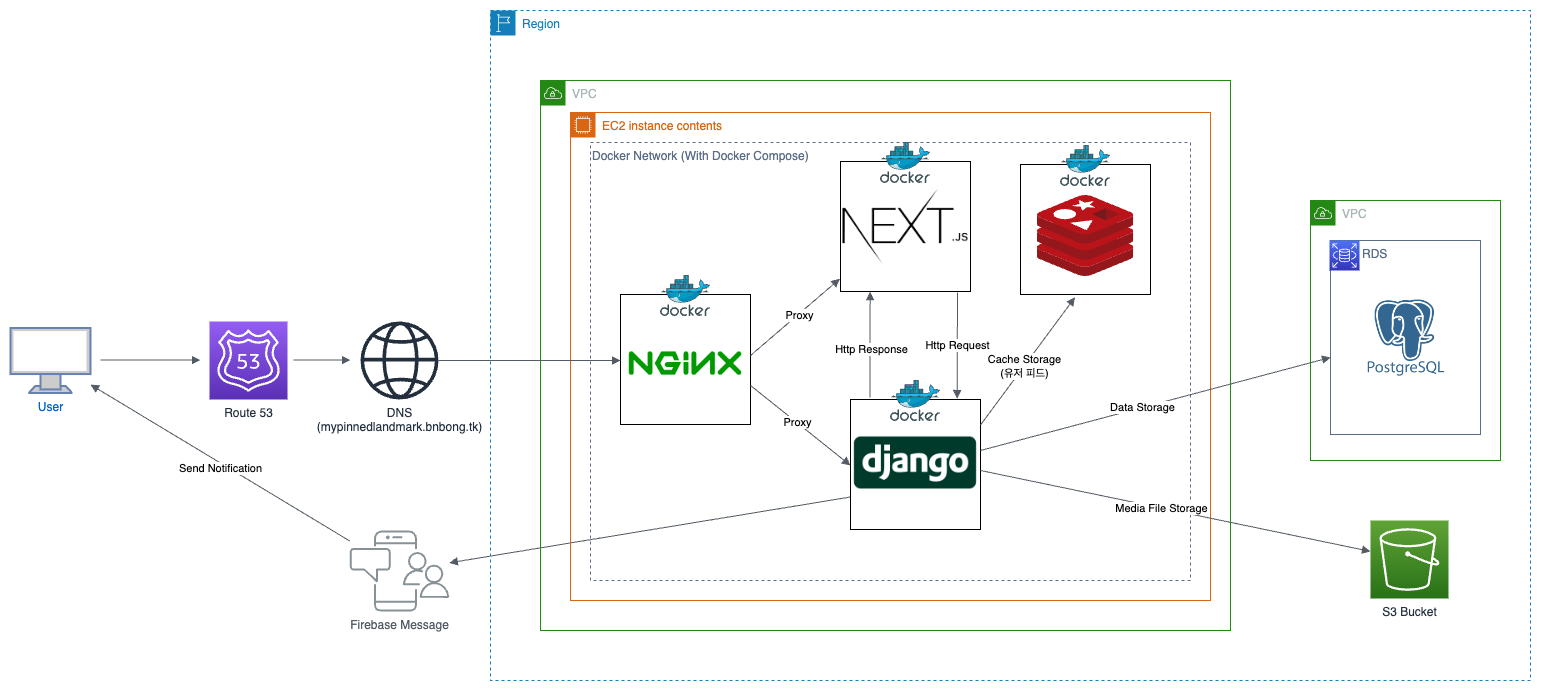 Region
VPC
EC2 instance contents
Docker Network (With Docker Compose)
docker
NEXT
.JS
docker
docker
NGiNX
Proxy
Proxy
Http Response
Http Request
Cache Storage
(유저 피드)
docker
django
VPC
RDS
PostgreSQL
Data Storage
Media File Storage
S3 Bucket
User
53
Route 53
DNS
(mypinnedlandmark.bnbong.tk)
Send Notification
Firebase Message